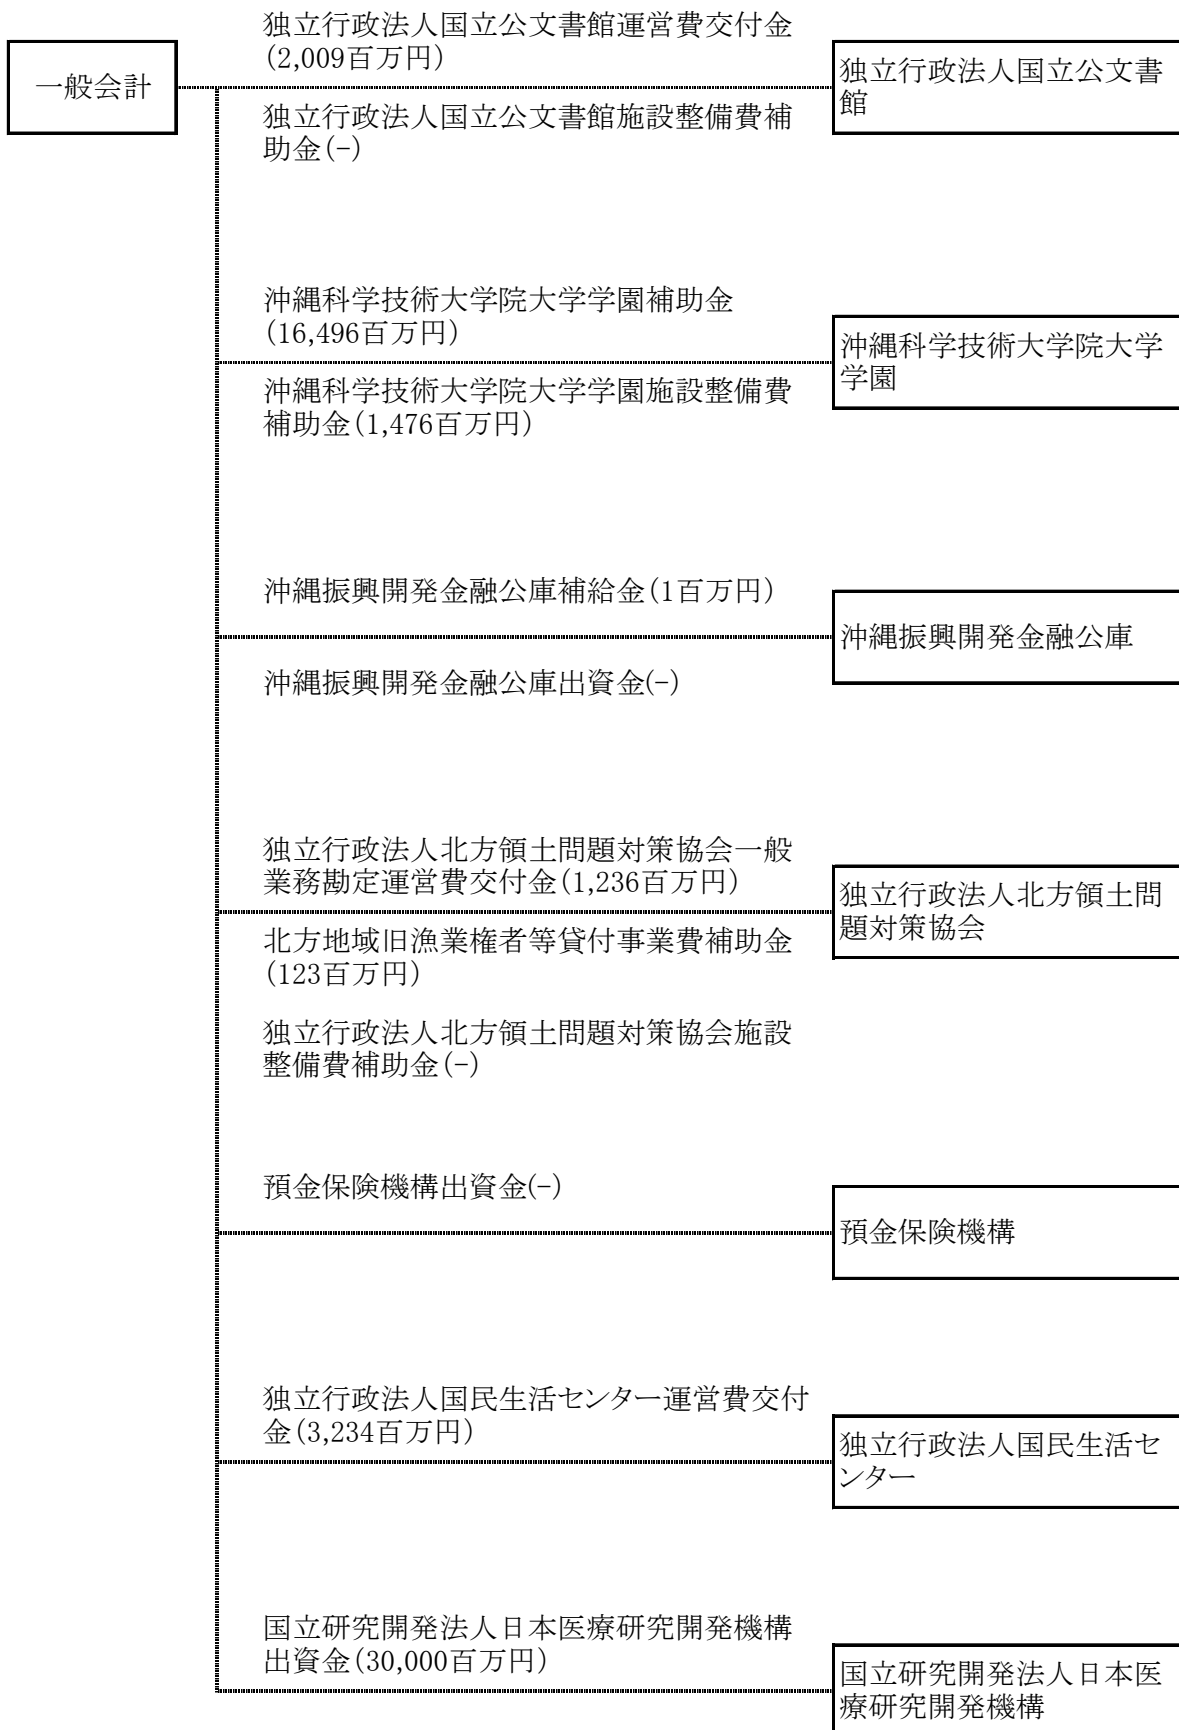 一般会計
独立行政法人国立公文書館運営費交付金
(2,009百万円)
独立行政法人国立公文書館施設整備費補
助金(-)
独立行政法人国立公文書
館
沖縄科学技術大学院大学学園補助金
(16,496百万円)
沖縄科学技術大学院大学学園施設整備費
補助金(1,476百万円)
沖縄科学技術大学院大学
学園
沖縄振興開発金融公庫補給金(1百万円)
沖縄振興開発金融公庫出資金(-)
沖縄振興開発金融公庫
独立行政法人北方領土問題対策協会一般
業務勘定運営費交付金(1,236百万円)
北方地域旧漁業権者等貸付事業費補助金
(123百万円)
独立行政法人北方領土問題対策協会施設
整備費補助金(-)
独立行政法人北方領土問
題対策協会
預金保険機構出資金(-)
預金保険機構
独立行政法人国民生活センター運営費交付
金(3,234百万円)
独立行政法人国民生活セ
ンター
国立研究開発法人日本医療研究開発機構
出資金(30,000百万円)
国立研究開発法人日本医
療研究開発機構